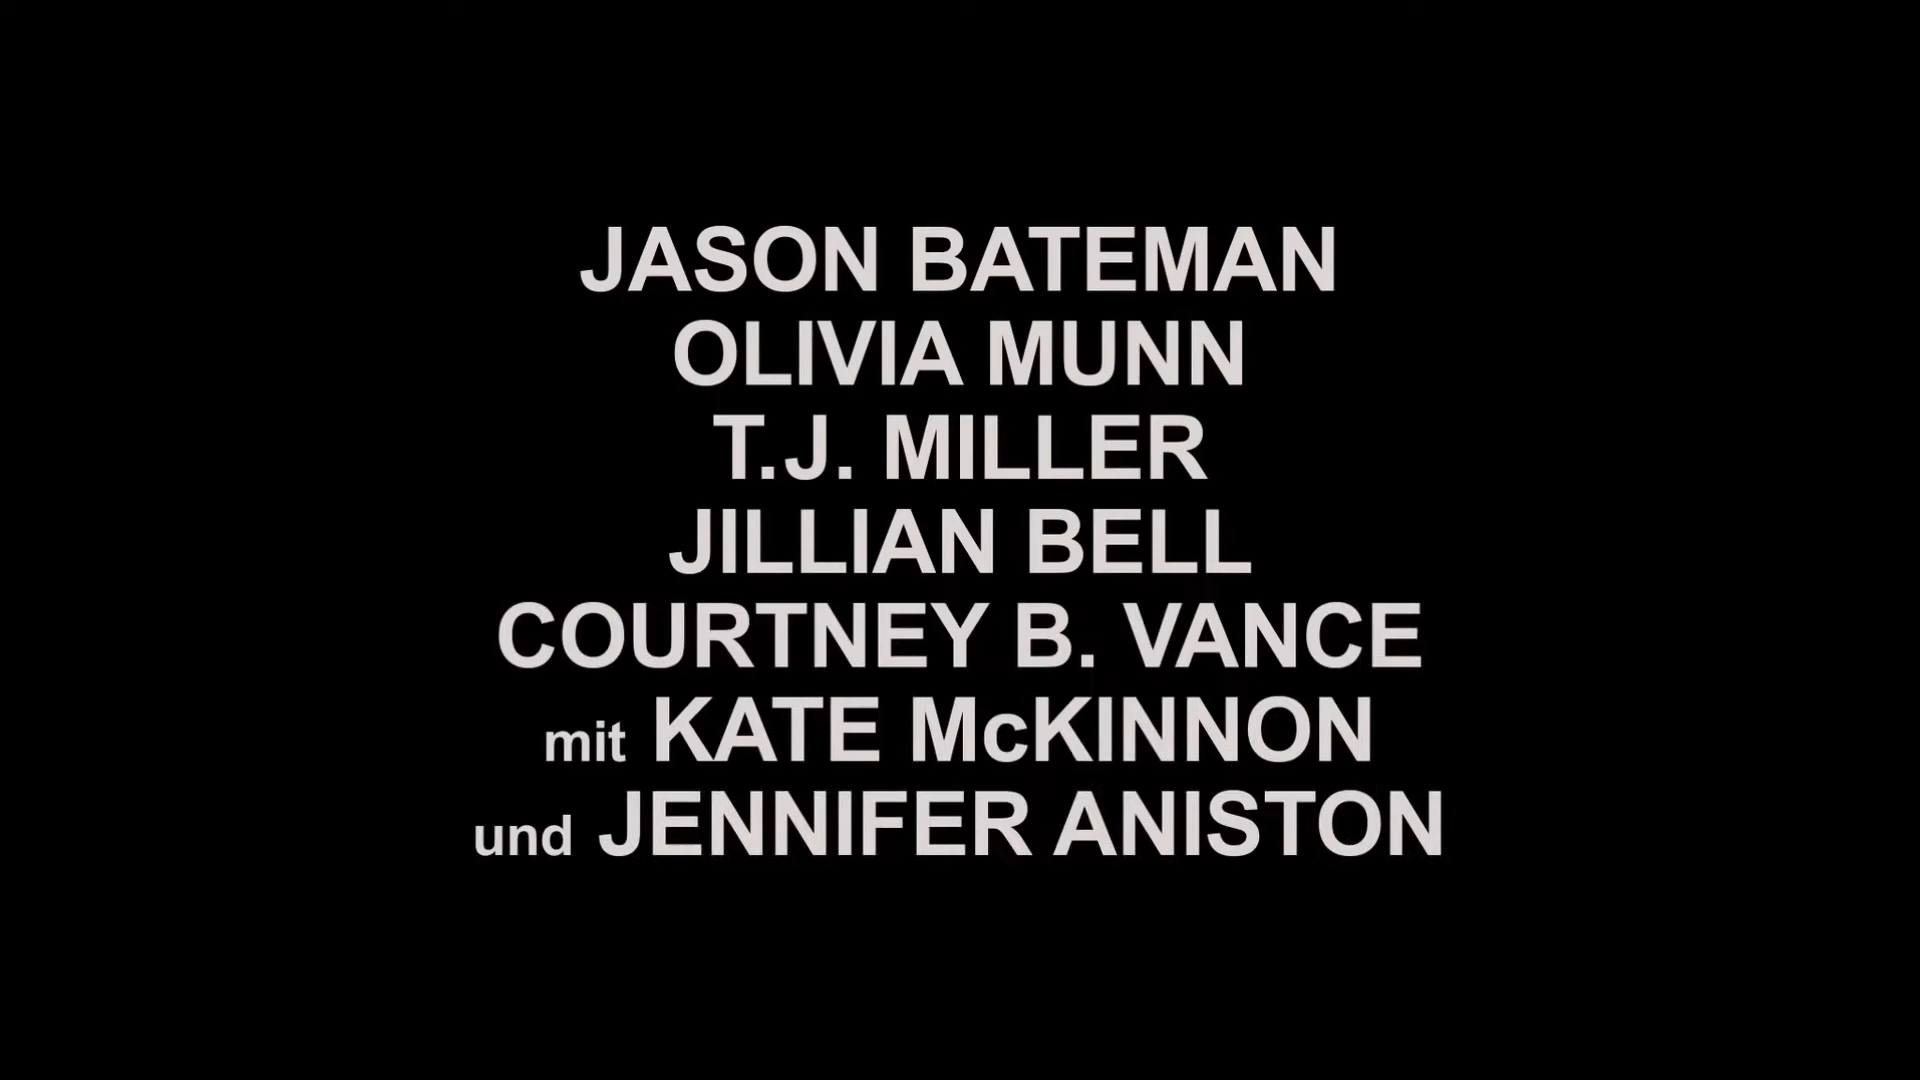 JASON BATEMAN
OLIVIA MUNN
T.J. MILLER
JILLIAN BELL
COURTNEY B. VANCE
mit KATE McKINNON
und JENNIFER ANISTON